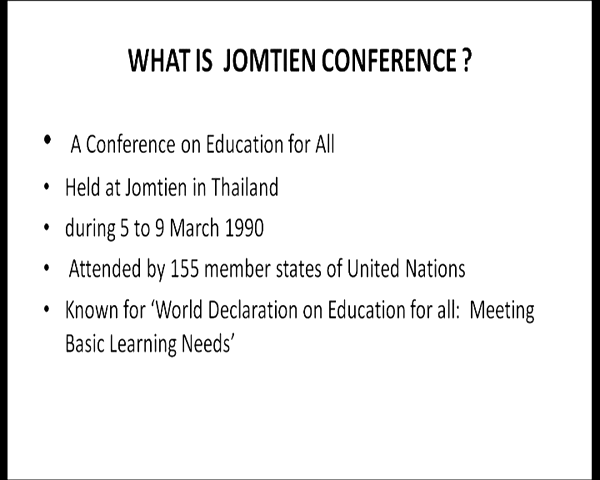 WHAT IS JOMTIEN CONFERENCE ?
• A Conference on Education for All
• Held at Jomtien in Thailand
• during 5 to 9 March 1990
• Attended by 155 member states of United Nations
• Known for ‘World Declaration on Education for all: Meeting
Basic Learning Needs’